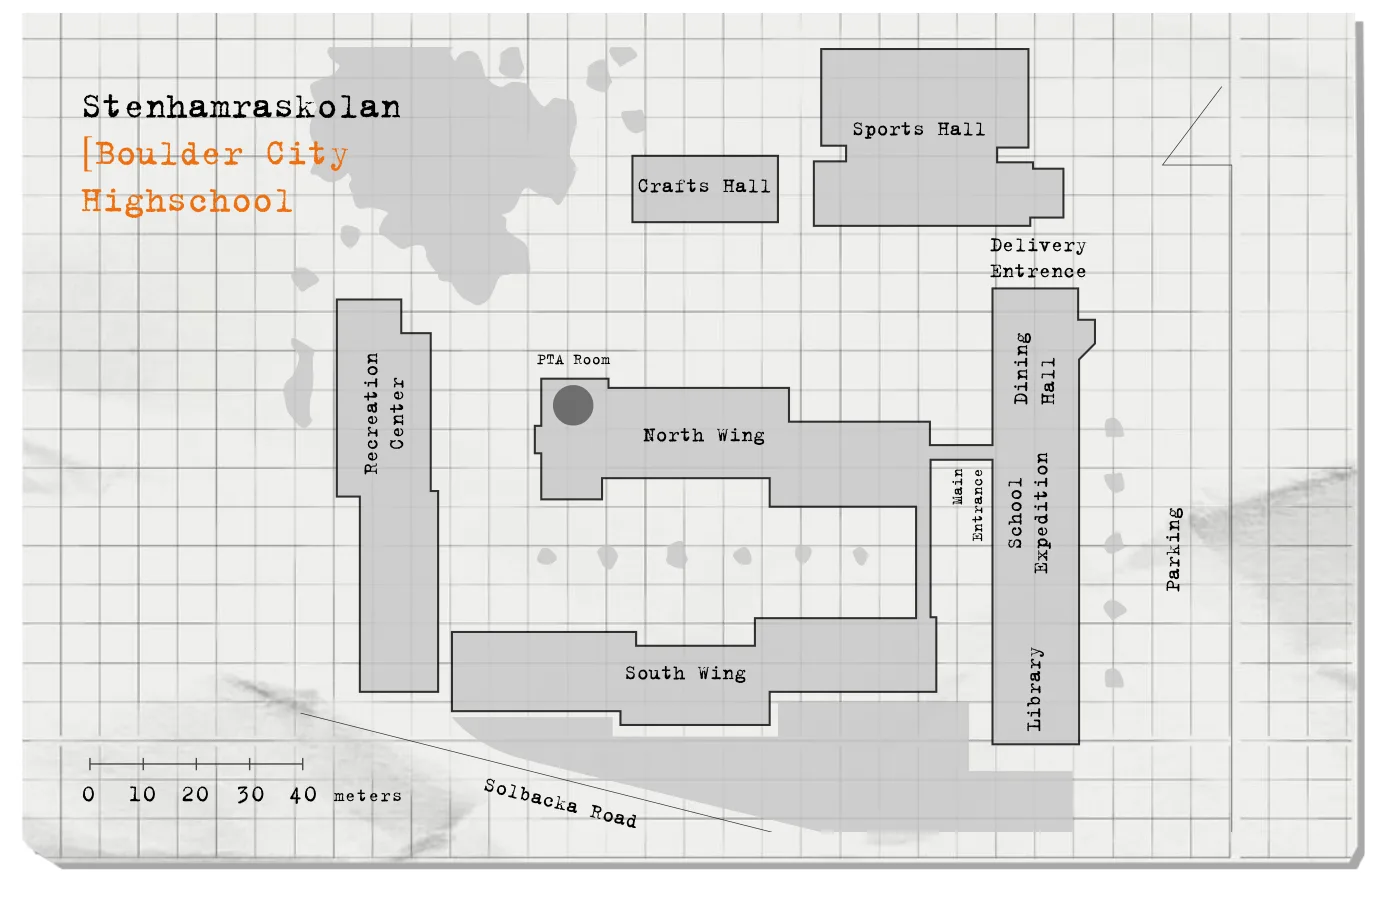 Stenhamraskolan
[Boulder City
Highschool
Sports Hall
Crafts Hall
Delivery
Entrence
Recreation
Center
PTA Room
North Wing
Dining
Hall
Main
Entrance
School
Expedition
Parking
South Wing
Library
Solbacka Road
0 10 20 30 40 meters